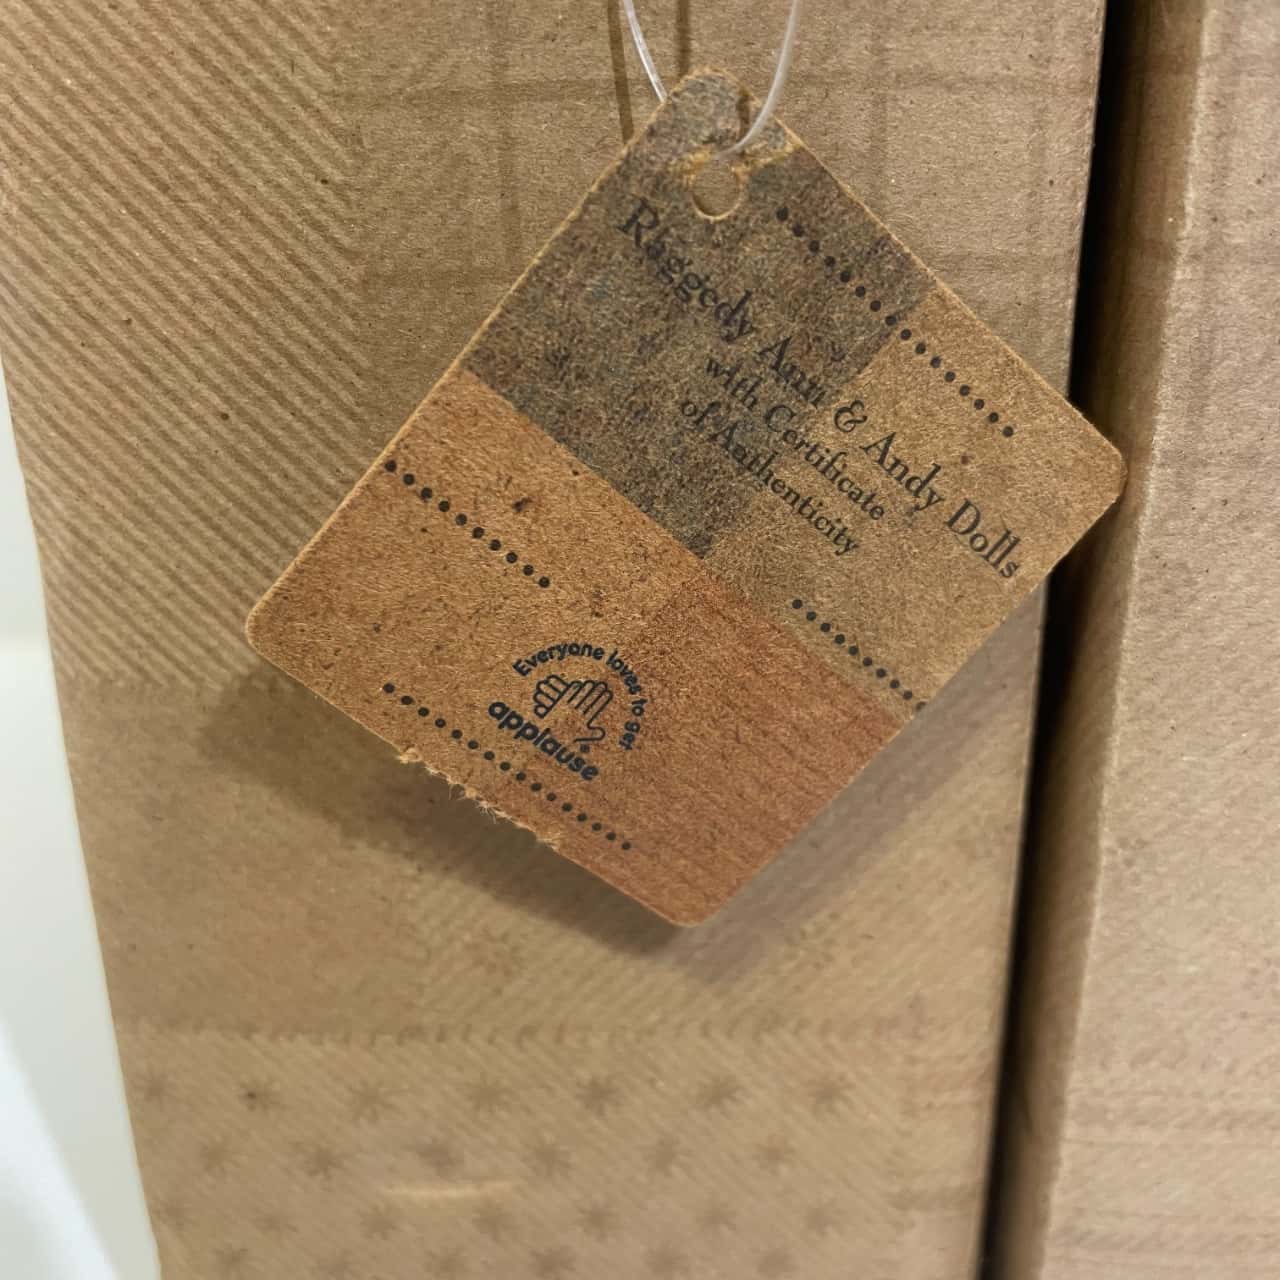 Raggedy Ann & Andy Dolls
with Certificate
of Authenticity
Everyone loves to get
applause®